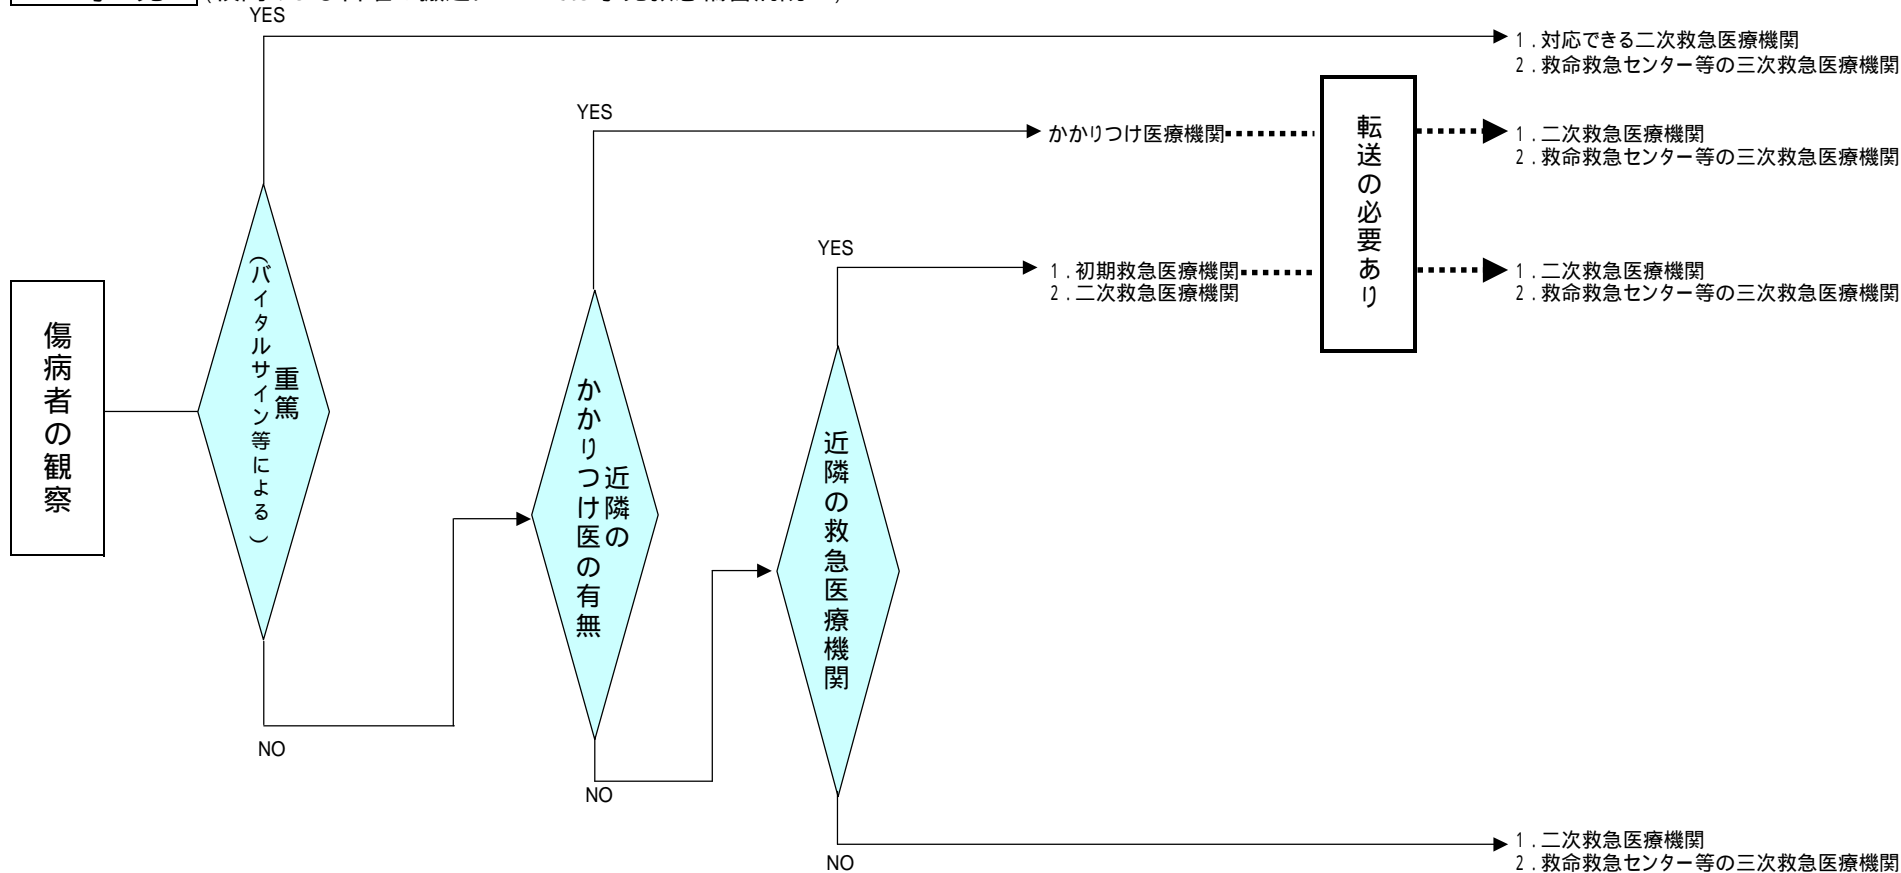 YES
1．対応できる二次救急医療機関
2．救命救急センター等の三次救急医療機関
YES
かかりつけ医療機関
転送の必要あり
1．二次救急医療機関
2．救命救急センター等の三次救急医療機関
YES
1．初期救急医療機関
2．二次救急医療機関
1．二次救急医療機関
2．救命救急センター等の三次救急医療機関
傷病者の観察
重篤
（バイタルサイン等による）
近隣の
かかりつけ医の有無
近隣の救急医療機関
NO
NO
NO
1．二次救急医療機関
2．救命救急センター等の三次救急医療機関